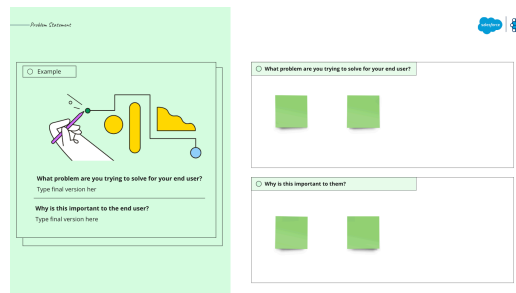 Problem Statement
Example
What problem are you trying to solve for your end user?
Type final version her
Why is this important to the end user?
Type final version here
salesforce
What problem are you trying to solve for your end user?
Why is this important to them?